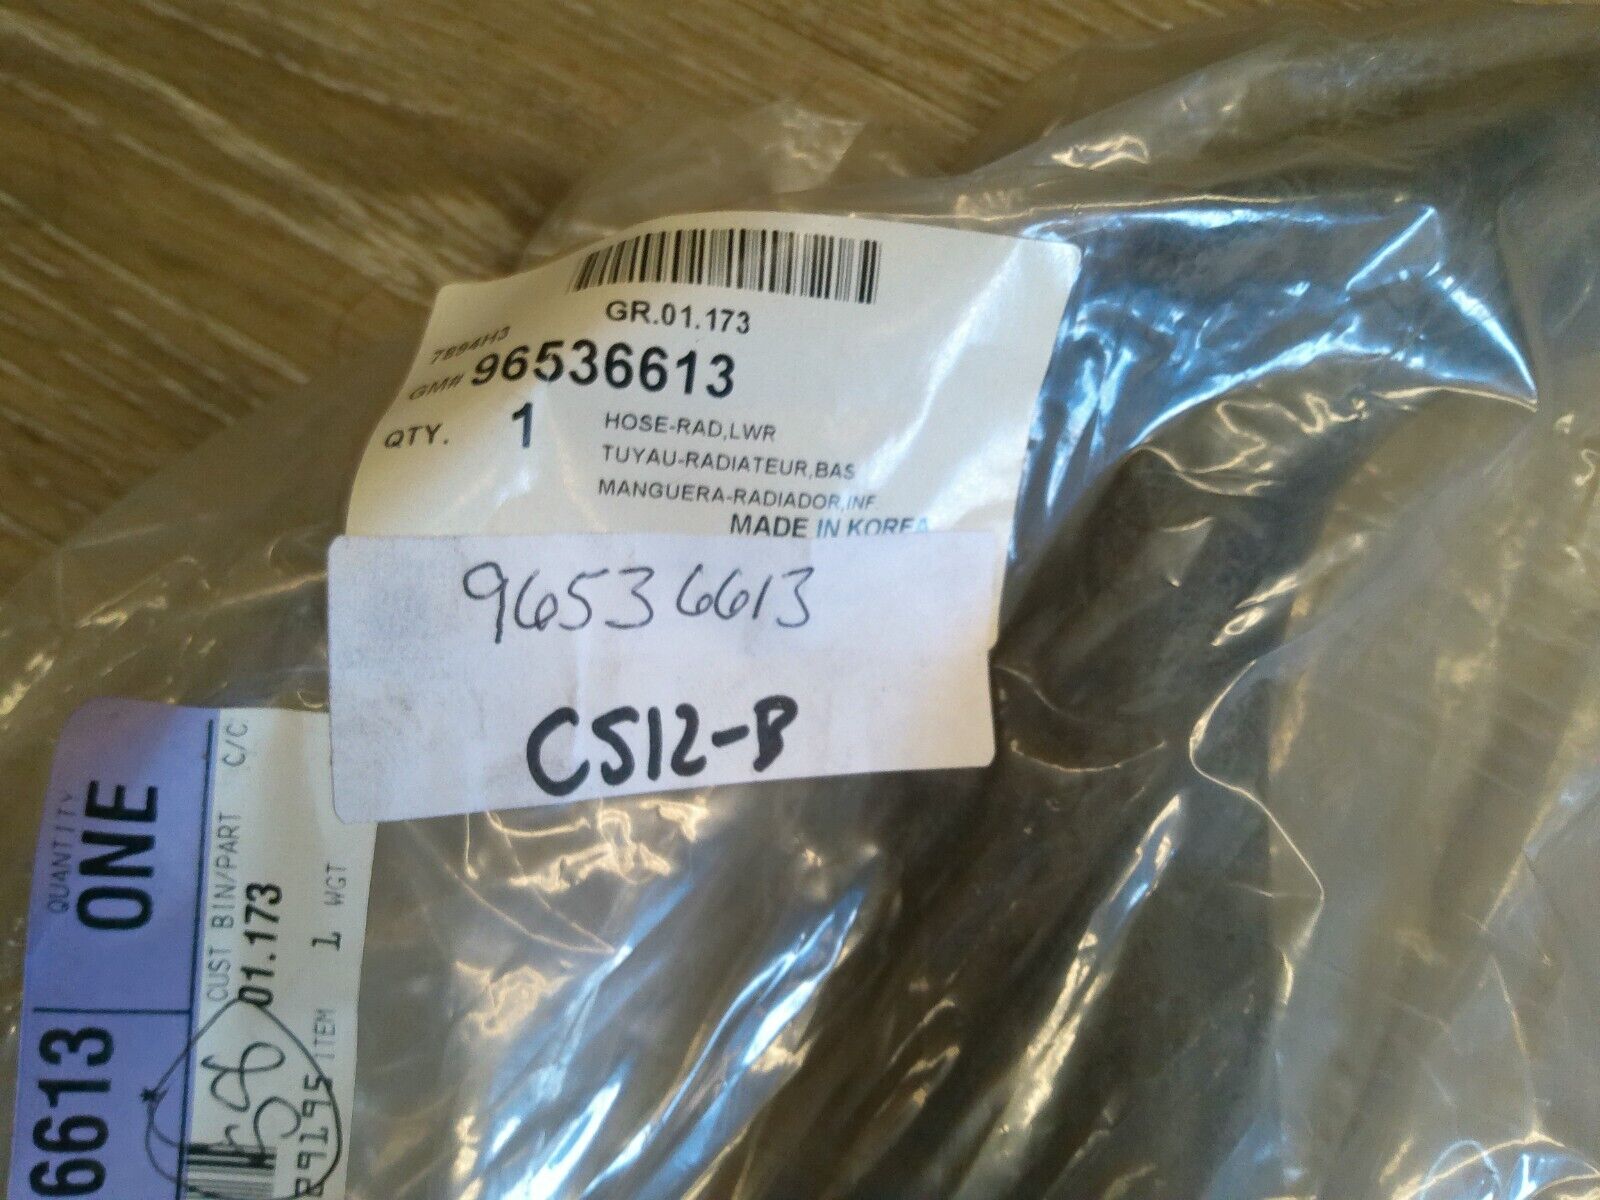 GR.01.173
7894H3
GM# 96536613
QTY. 1
HOSE-RAD,LWR
TUYAU-RADIATEUR,BAS
MANGUERA-RADIADOR,INF
MADE IN KOREA
96536613
C512-B
QUANTITY
ONE
6613
CUST BIN/PART C/C
01.173
ITEM 1 WGT